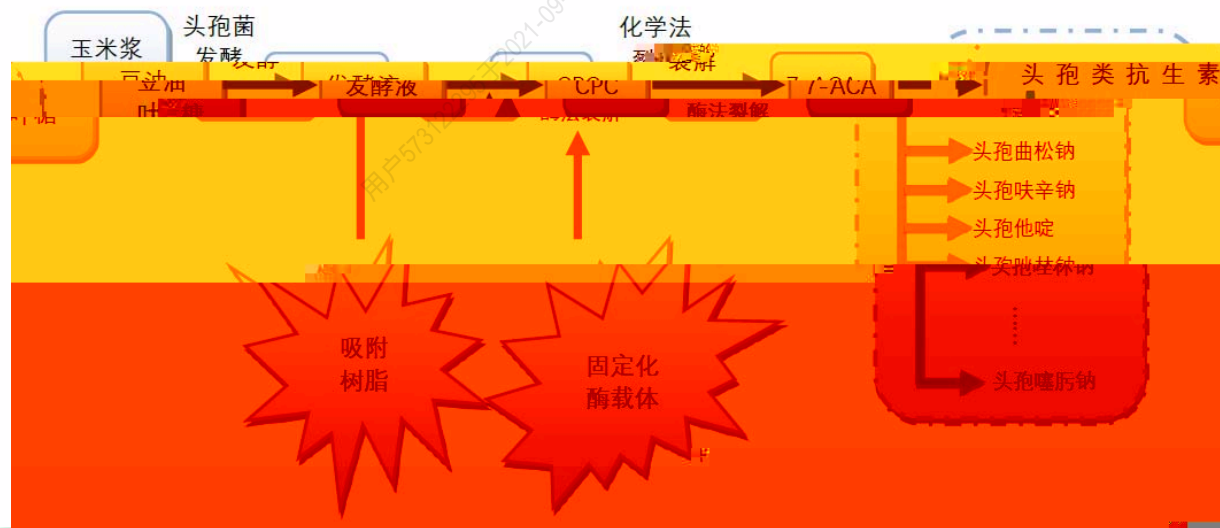 玉米浆
豆油
头孢菌
发酵
发酵液
CPC
化学法
裂解
酶法裂解
7-ACA
头孢类抗生素
头孢曲松钠
头孢呋辛钠
头孢他啶
头孢唑林钠
……
头孢噻肟钠
吸附
树脂
固定化
酶载体